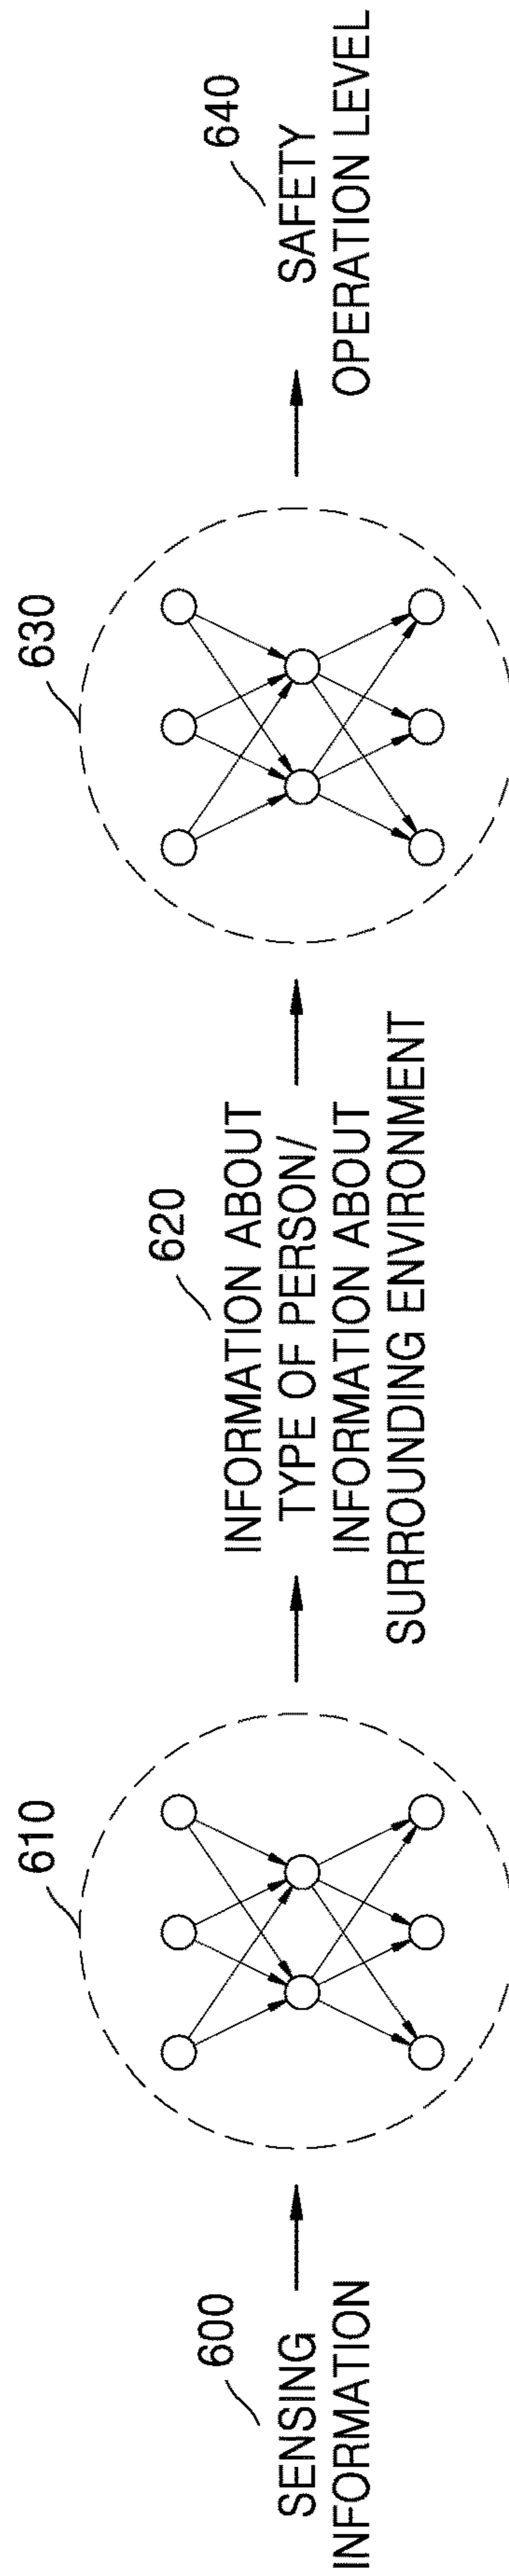 600
SENSING
INFORMATION
610
620
INFORMATION ABOUT
TYPE OF PERSON/
INFORMATION ABOUT
SURROUNDING ENVIRONMENT
630
640
SAFETY
OPERATION LEVEL